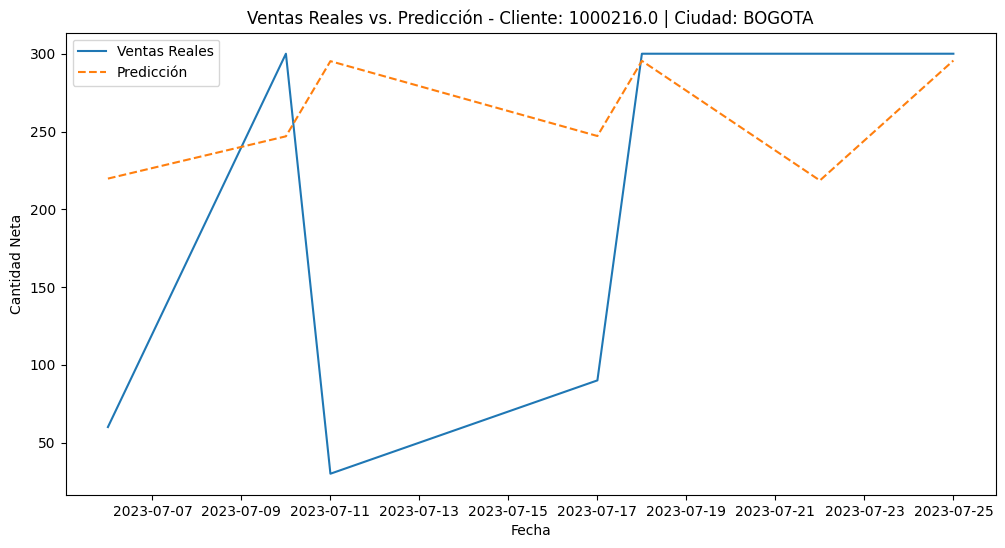 Ventas Reales vs. Predicción - Cliente: 1000216.0 | Ciudad: BOGOTA
Ventas Reales
Predicción
300
250
200
150
100
50
Cantidad Neta
2023-07-07 2023-07-09 2023-07-11 2023-07-13 2023-07-15 2023-07-17 2023-07-19 2023-07-21 2023-07-23 2023-07-25
Fecha